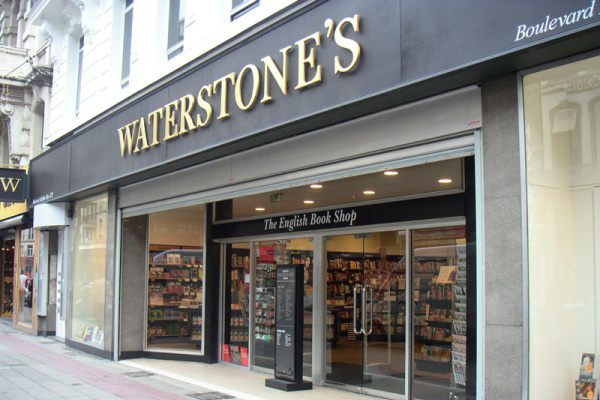 WATERSTONE'S
Boulevard
W
The English Book Shop